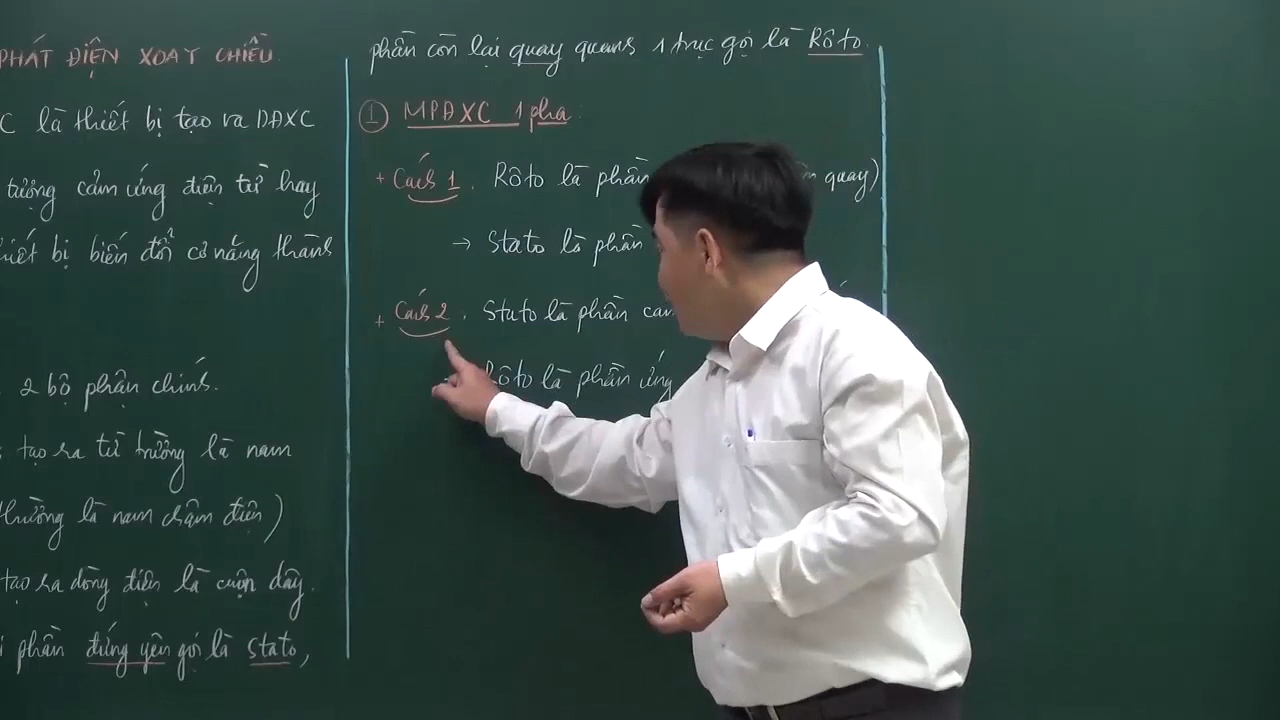 PHÁT ĐIỆN XOAY CHIỀU
C là thiết bị tạo ra DĐXC
tượng cảm ứng điện từ hay
thiết bị biến đổi cơ năng thành
2 bộ phận chính.
tạo ra từ trường là nam
thường là nam châm điện)
tạo ra dòng điện là cuộn dây.
phần đứng yên gọi là stato,
phần còn lại quay quanh 1 trục gọi là Rôto.
① MPĐXC 1 pha:
+ Cách 1. Rôto là phần quay)
→ Stato là phần
+ Cách 2. Stato là phần cảm
Rôto là phần ứng